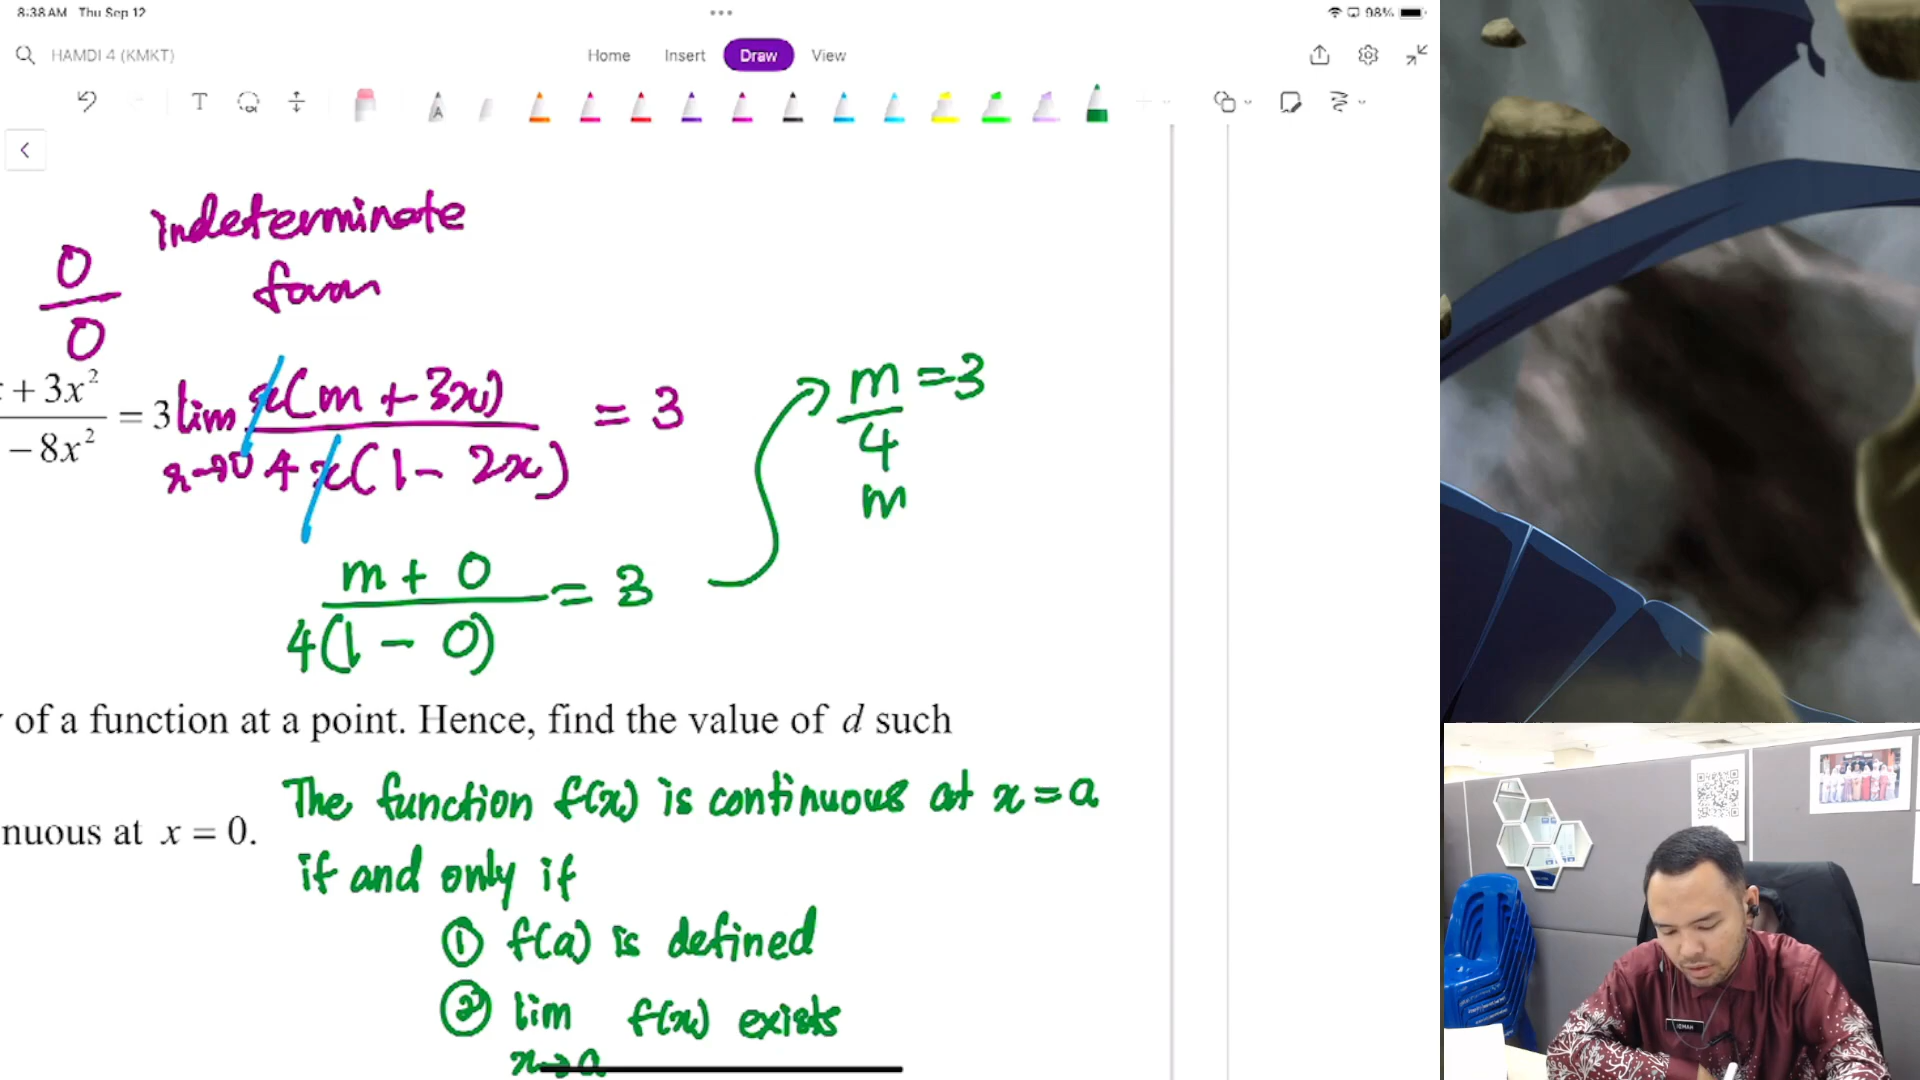 8:38 AM Thu Sep 12
98%
HAMDI 4 (KMKT)
Home Insert Draw View
indeterminate
form
0
0
+ 3x² = 3 lim x(m + 3x) = 3
− 8x² x→0 4x(1 − 2x)
m = 3
4
m
m + 0 = 3
4(1 − 0)
of a function at a point. Hence, find the value of d such
The function f(x) is continuous at x = a
nuous at x = 0.
if and only if
① f(a) is defined
② lim f(x) exists
x→a